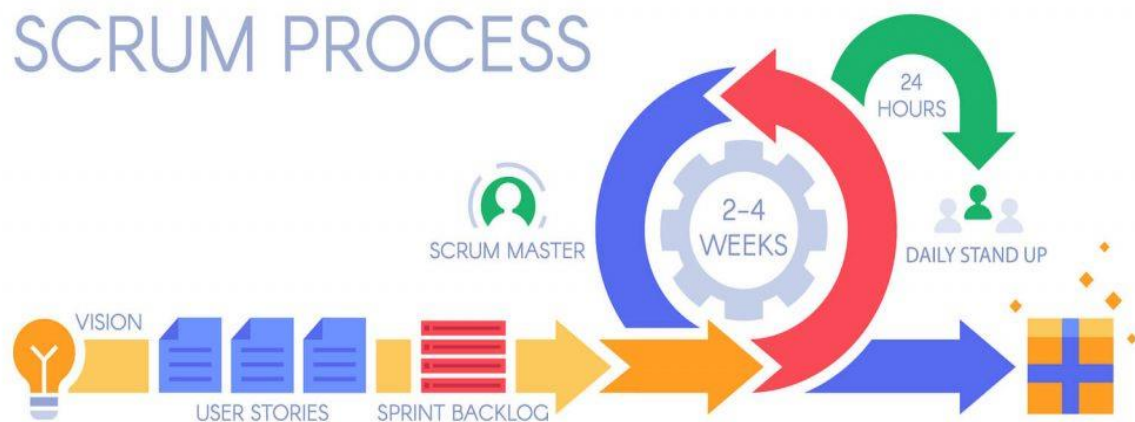 SCRUM PROCESS
24
HOURS
2-4
WEEKS
SCRUM MASTER
DAILY STAND UP
VISION
USER STORIES
SPRINT BACKLOG